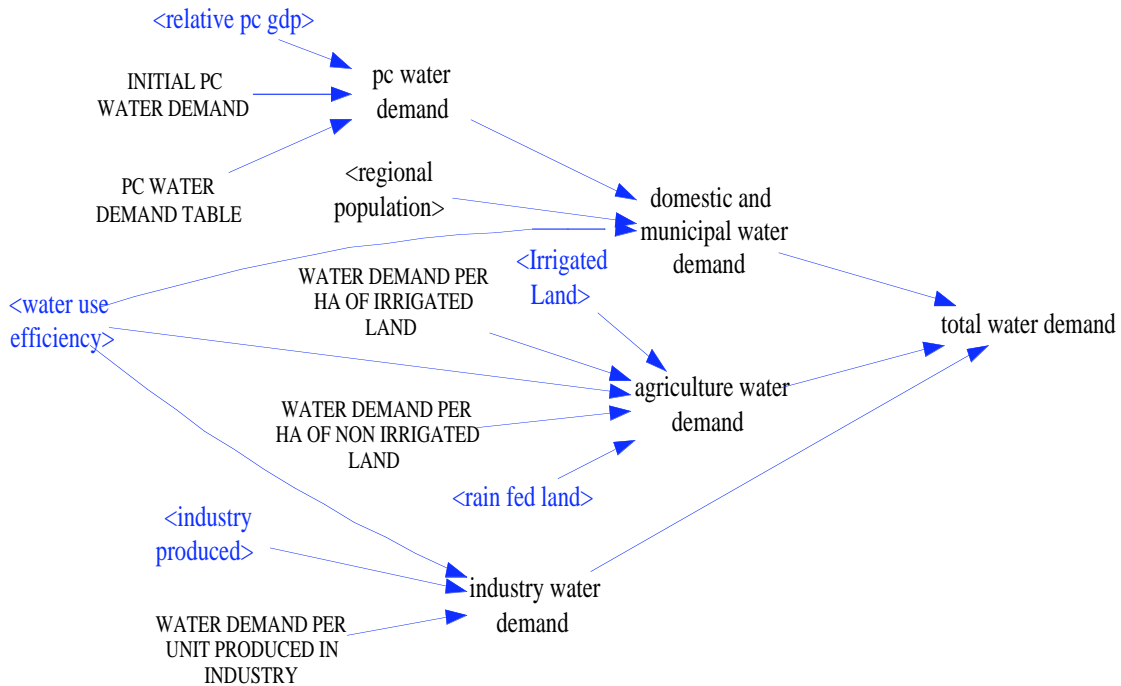 <relative pc gdp>
INITIAL PC
WATER DEMAND
pc water
demand
PC WATER
DEMAND TABLE
<regional
population>
domestic and
municipal water
demand
<water use
efficiency>
WATER DEMAND PER
HA OF IRRIGATED
LAND
<Irrigated
Land>
total water demand
agriculture water
demand
WATER DEMAND PER
HA OF NON IRRIGATED
LAND
<rain fed land>
<industry
produced>
industry water
demand
WATER DEMAND PER
UNIT PRODUCED IN
INDUSTRY